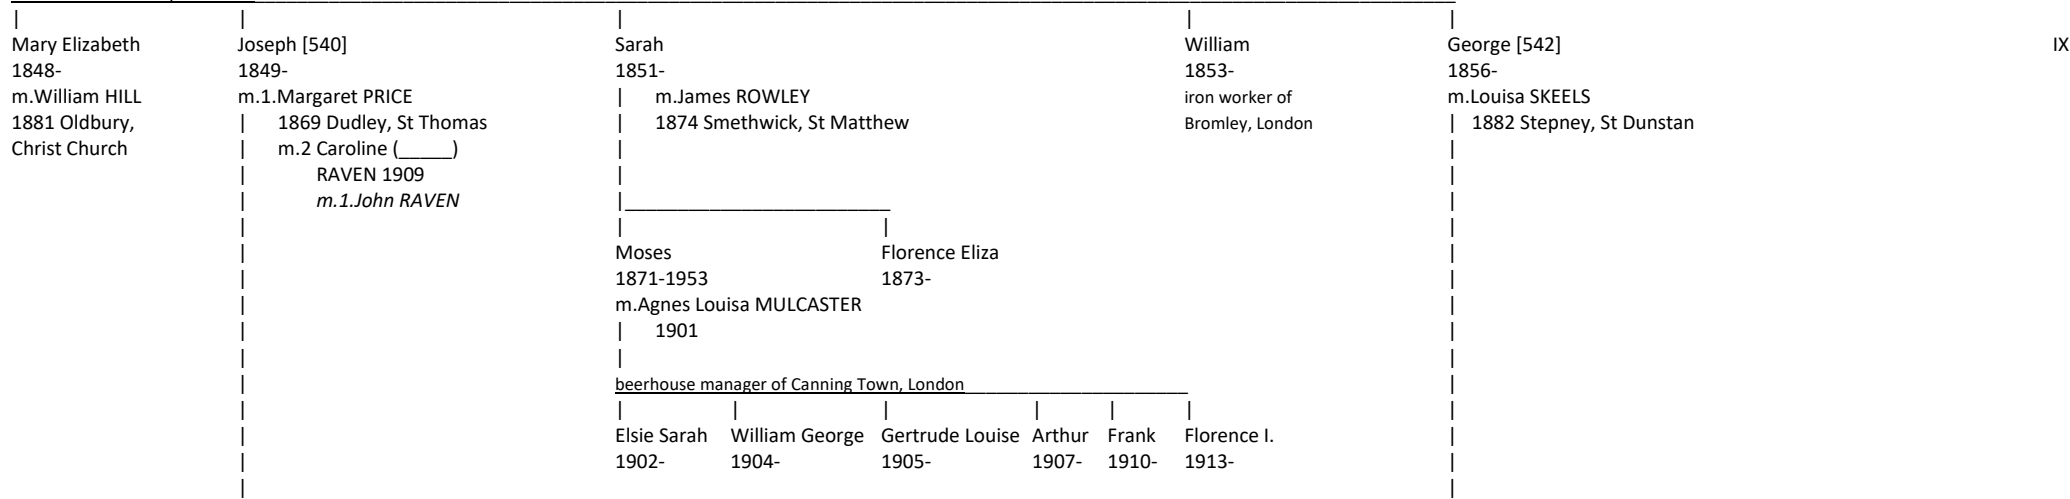 Mary Elizabeth Joseph [540] Sarah William George [542] IX
1848- 1849- 1851- 1853- 1856-
m.William HILL m.1.Margaret PRICE m.James ROWLEY iron worker of m.Louisa SKEELS
1881 Oldbury, 1869 Dudley, St Thomas 1874 Smethwick, St Matthew Bromley, London 1882 Stepney, St Dunstan
Christ Church m.2 Caroline (_____)
RAVEN 1909
m.1.John RAVEN
Moses Florence Eliza
1871-1953 1873-
m.Agnes Louisa MULCASTER
1901
beerhouse manager of Canning Town, London
Elsie Sarah William George Gertrude Louise Arthur Frank Florence I.
1902- 1904- 1905- 1907- 1910- 1913-